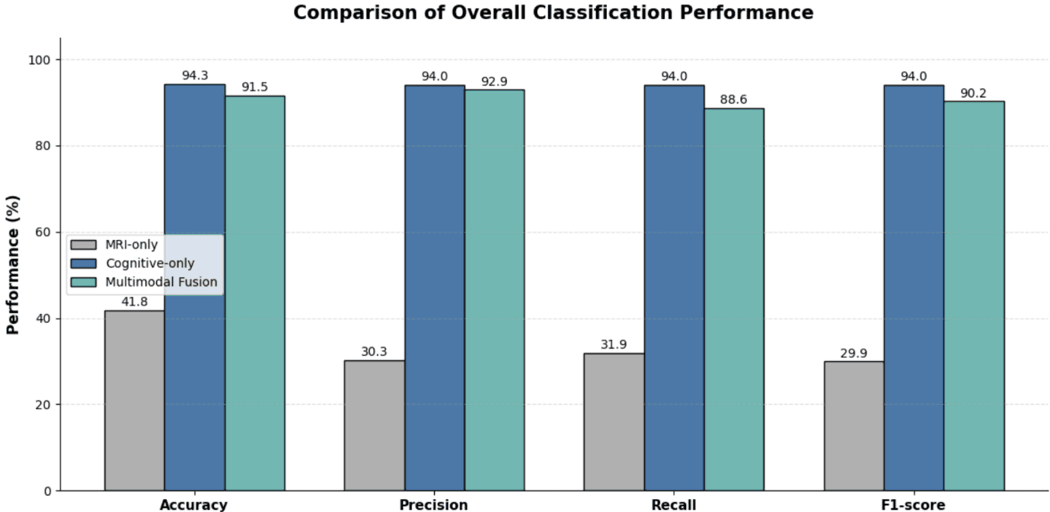 Comparison of Overall Classification Performance
Performance (%)
100
80
60
40
20
0
MRI-only
Cognitive-only
Multimodal Fusion
41.8
94.3
91.5
30.3
94.0
92.9
31.9
94.0
88.6
29.9
94.0
90.2
Accuracy
Precision
Recall
F1-score